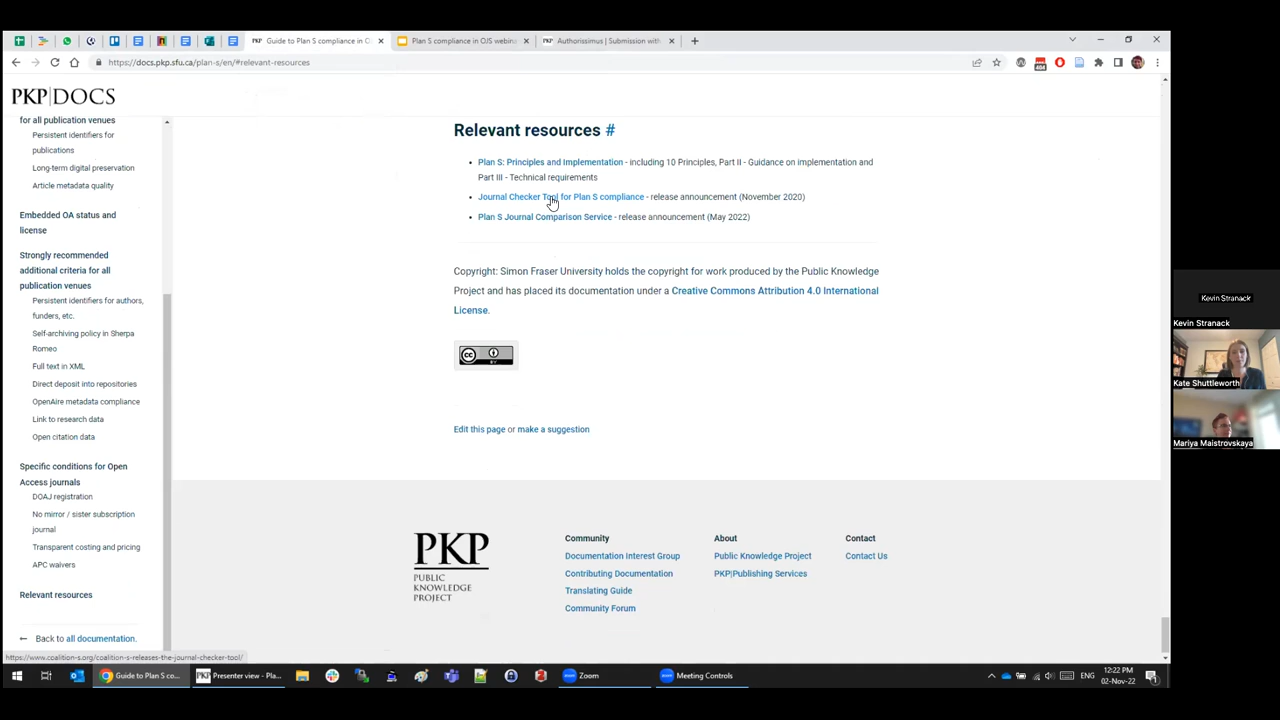 Guide to Plan S compliance in O
Plan S compliance in OJS webina
Authorissimus | Submission with
https://docs.pkp.sfu.ca/plan-s/en/#relevant-resources
404
PKP|DOCS
for all publication venues
Persistent identifiers for
publications
Long-term digital preservation
Article metadata quality
Embedded OA status and
license
Strongly recommended
additional criteria for all
publication venues
Persistent identifiers for authors,
funders, etc.
Self-archiving policy in Sherpa
Romeo
Full text in XML
Direct deposit into repositories
OpenAire metadata compliance
Link to research data
Open citation data
Specific conditions for Open
Access journals
DOAJ registration
No mirror / sister subscription
journal
Transparent costing and pricing
APC waivers
Relevant resources
← Back to all documentation.
Relevant resources #
Plan S: Principles and Implementation - including 10 Principles, Part II - Guidance on implementation and
Part III - Technical requirements
Journal Checker Tool for Plan S compliance - release announcement (November 2020)
Plan S Journal Comparison Service - release announcement (May 2022)
Copyright: Simon Fraser University holds the copyright for work produced by the Public Knowledge
Project and has placed its documentation under a Creative Commons Attribution 4.0 International
License.
CC
BY
Edit this page or make a suggestion
PKP
PUBLIC
KNOWLEDGE
PROJECT
Community
Documentation Interest Group
Contributing Documentation
Translating Guide
Community Forum
About
Public Knowledge Project
PKP|Publishing Services
Contact
Contact Us
Kevin Stranack
Kevin Stranack
Kate Shuttleworth
Mariya Maistrovskaya
https://www.coalition-s.org/coalition-s-releases-the-journal-checker-tool/
Guide to Plan S co...
PKP Presenter view - Pla...
Zoom
Meeting Controls
ENG
12:22 PM
02-Nov-22